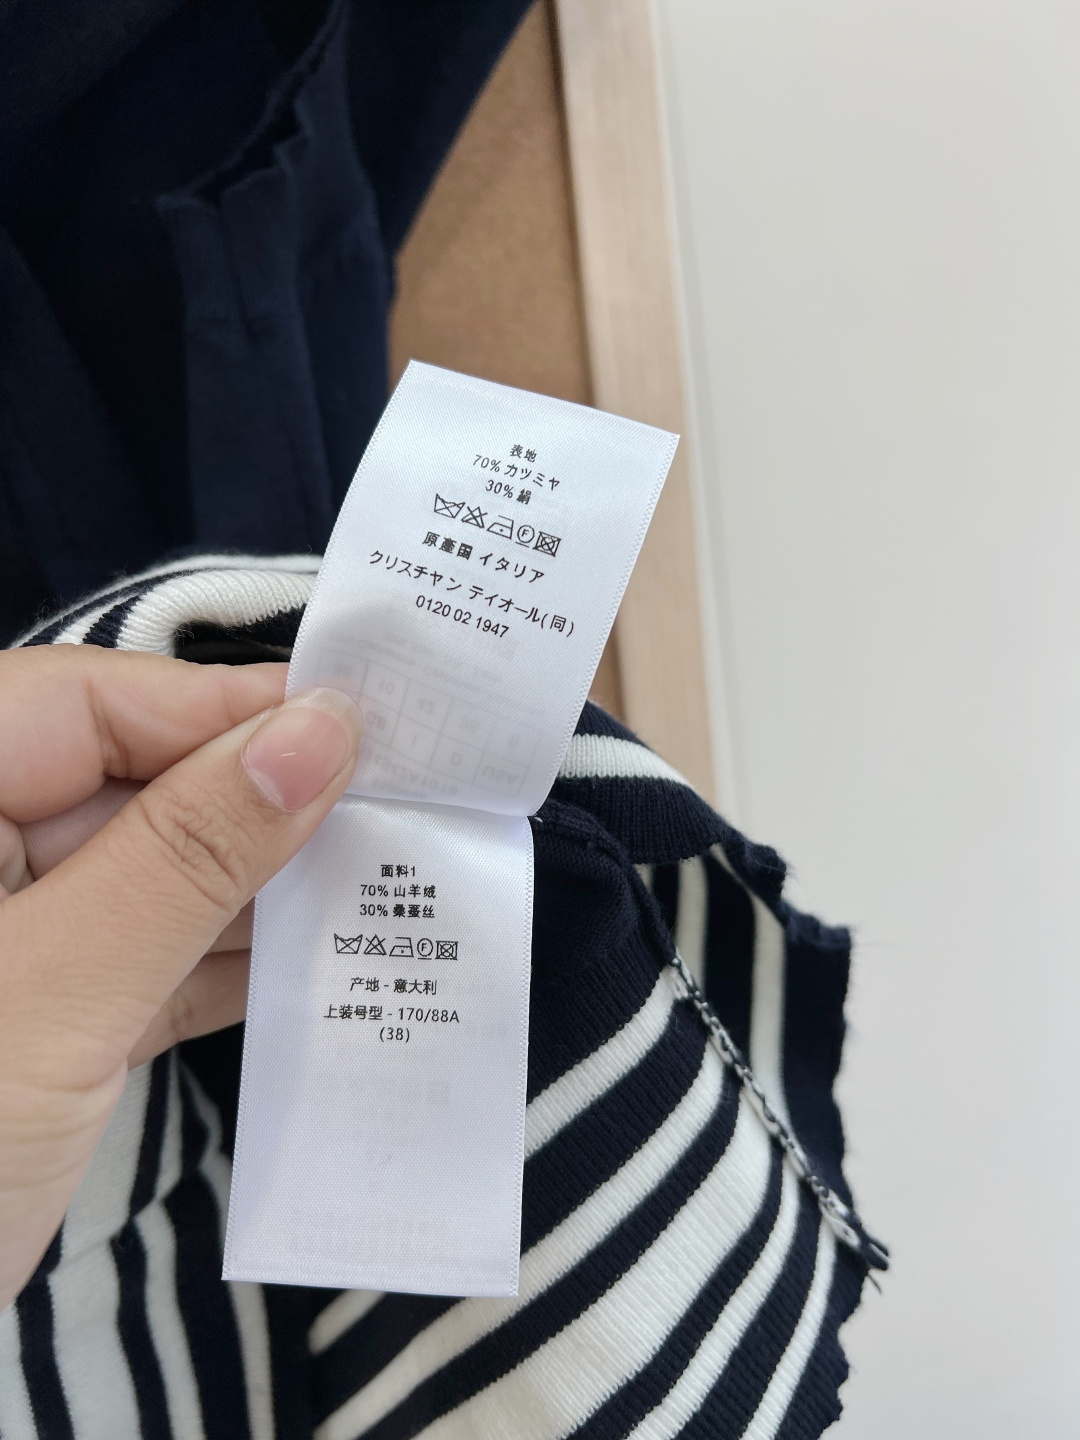 表地
70% カツミヤ
30% 絹
F
原産国 イタリア
クリスチャン ティオール(同)
0120 02 1947
面料1
70% 山羊绒
30% 桑蚕丝
F
产地 - 意大利
上装号型 - 170/88A
(38)